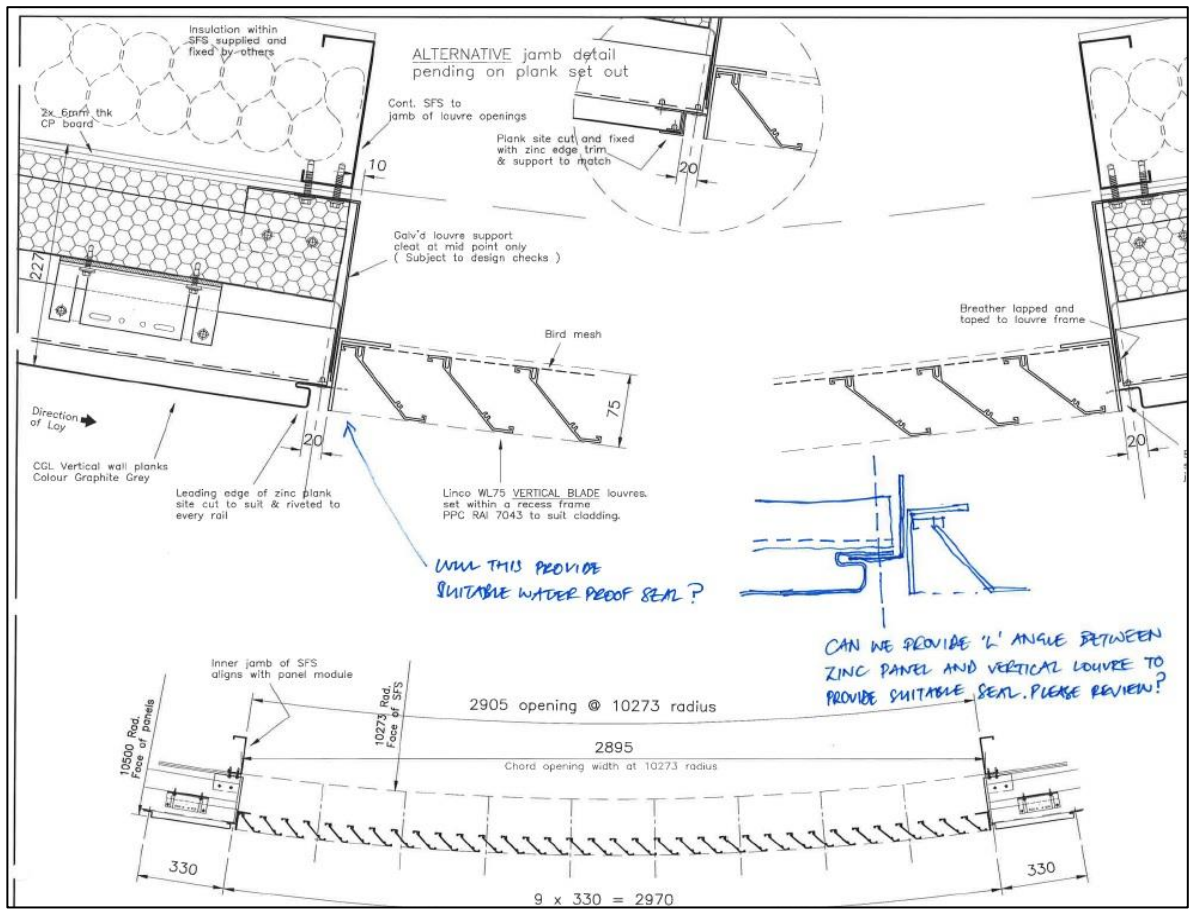 Insulation within
SFS supplied and
fixed by others
2x 6mm thk
CP board
ALTERNATIVE jamb detail
pending on plank set out
Cont. SFS to
jamb of louvre openings
Plank site cut and fixed
with zinc edge trim
& support to match
20
10
Galv'd louvre support
cleat at mid point only
( Subject to design checks )
227
Bird mesh
Breather lapped and
taped to louvre frame
75
Direction
of Lay
20
20
CGL Vertical wall planks
Colour Graphite Grey
Leading edge of zinc plank
site cut to suit & riveted to
every rail
Linco WL75 VERTICAL BLADE louvres.
set within a recess frame
PPC RAI 7043 to suit cladding.
WILL THIS PROVIDE
SUITABLE WATER PROOF SEAL?
CAN WE PROVIDE 'L' ANGLE BETWEEN
ZINC PANEL AND VERTICAL LOUVRE TO
PROVIDE SUITABLE SEAL. PLEASE REVIEW?
Inner jamb of SFS
aligns with panel module
10500 Rad.
Face of panels
10273 Rad.
Face of SFS
2905 opening @ 10273 radius
2895
Chord opening width at 10273 radius
330
330
9 x 330 = 2970